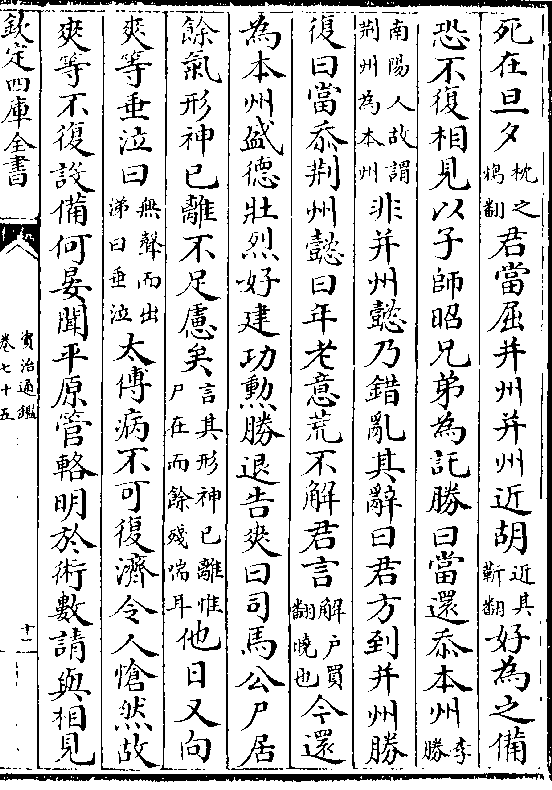 死在旦夕枕之鴆翻君當屈并州并州近胡近其靳翻好為之備
恐不復相見以子師昭兄弟為託勝曰當還忝本州李勝
南陽人故謂荆州為本州非并州懿乃錯亂其辭曰君方到并州勝
復曰當忝荆州懿曰年老意荒不解君言解户買翻曉也今還
為本州盛德壯烈好建功勲勝退告爽曰司馬公尸居
餘氣形神已離不足慮矣言其形神已離惟尸在而餘殘喘耳他日又向
爽等垂泣曰無聲而出涕曰垂泣太傅病不可復濟令人愴然故
爽等不復設備何晏聞平原管輅明於術數請與相見
欽定四庫全書
資治通鑑
卷七十五
十一